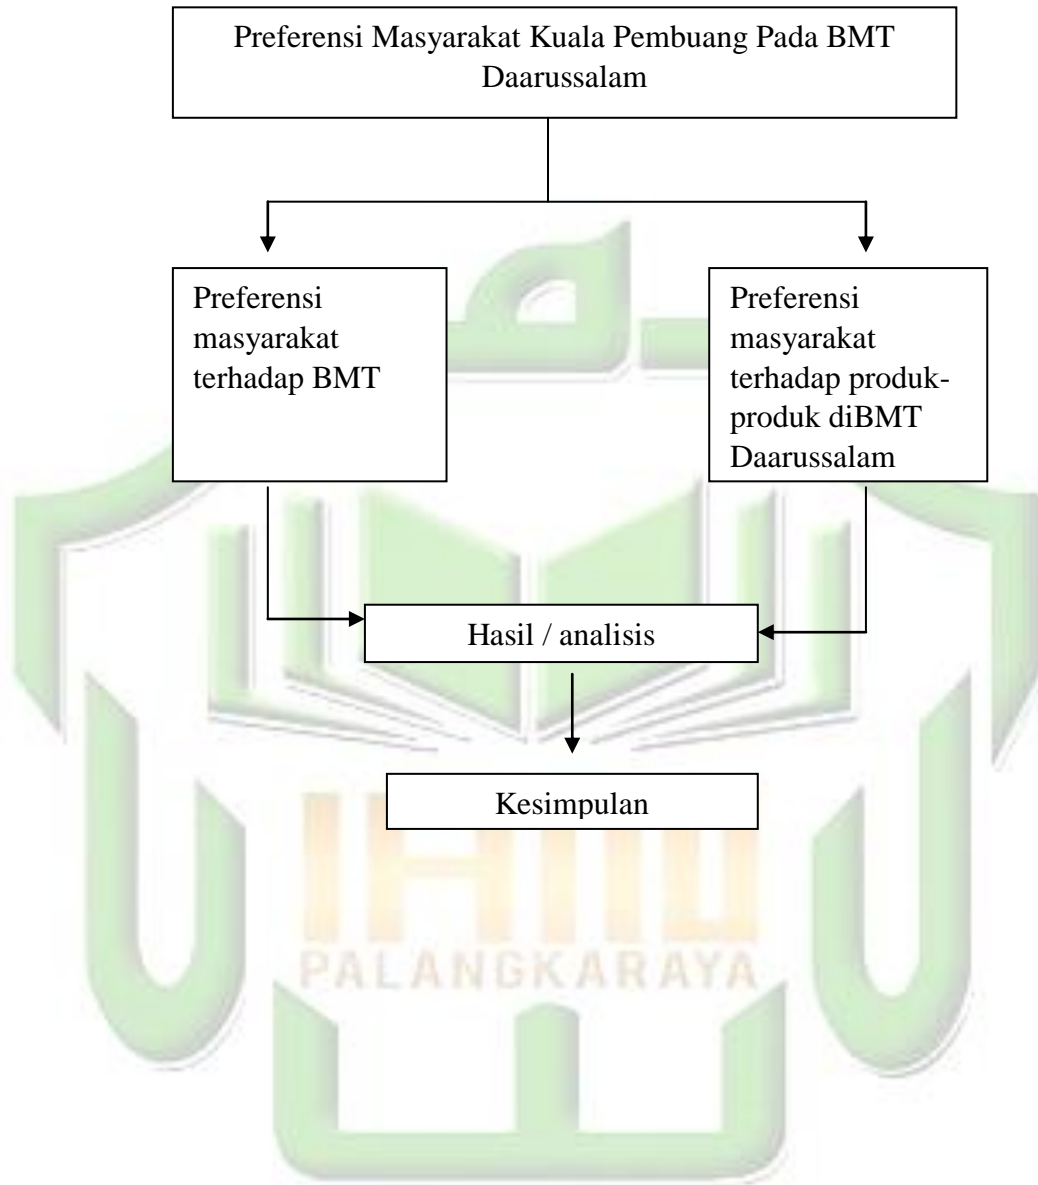 Preferensi Masyarakat Kuala Pembuang Pada BMT
Daarussalam
Preferensi
masyarakat
terhadap BMT
Preferensi
masyarakat
terhadap produk-
produk diBMT
Daarussalam
Hasil / analisis
Kesimpulan
PALANGKARAYA